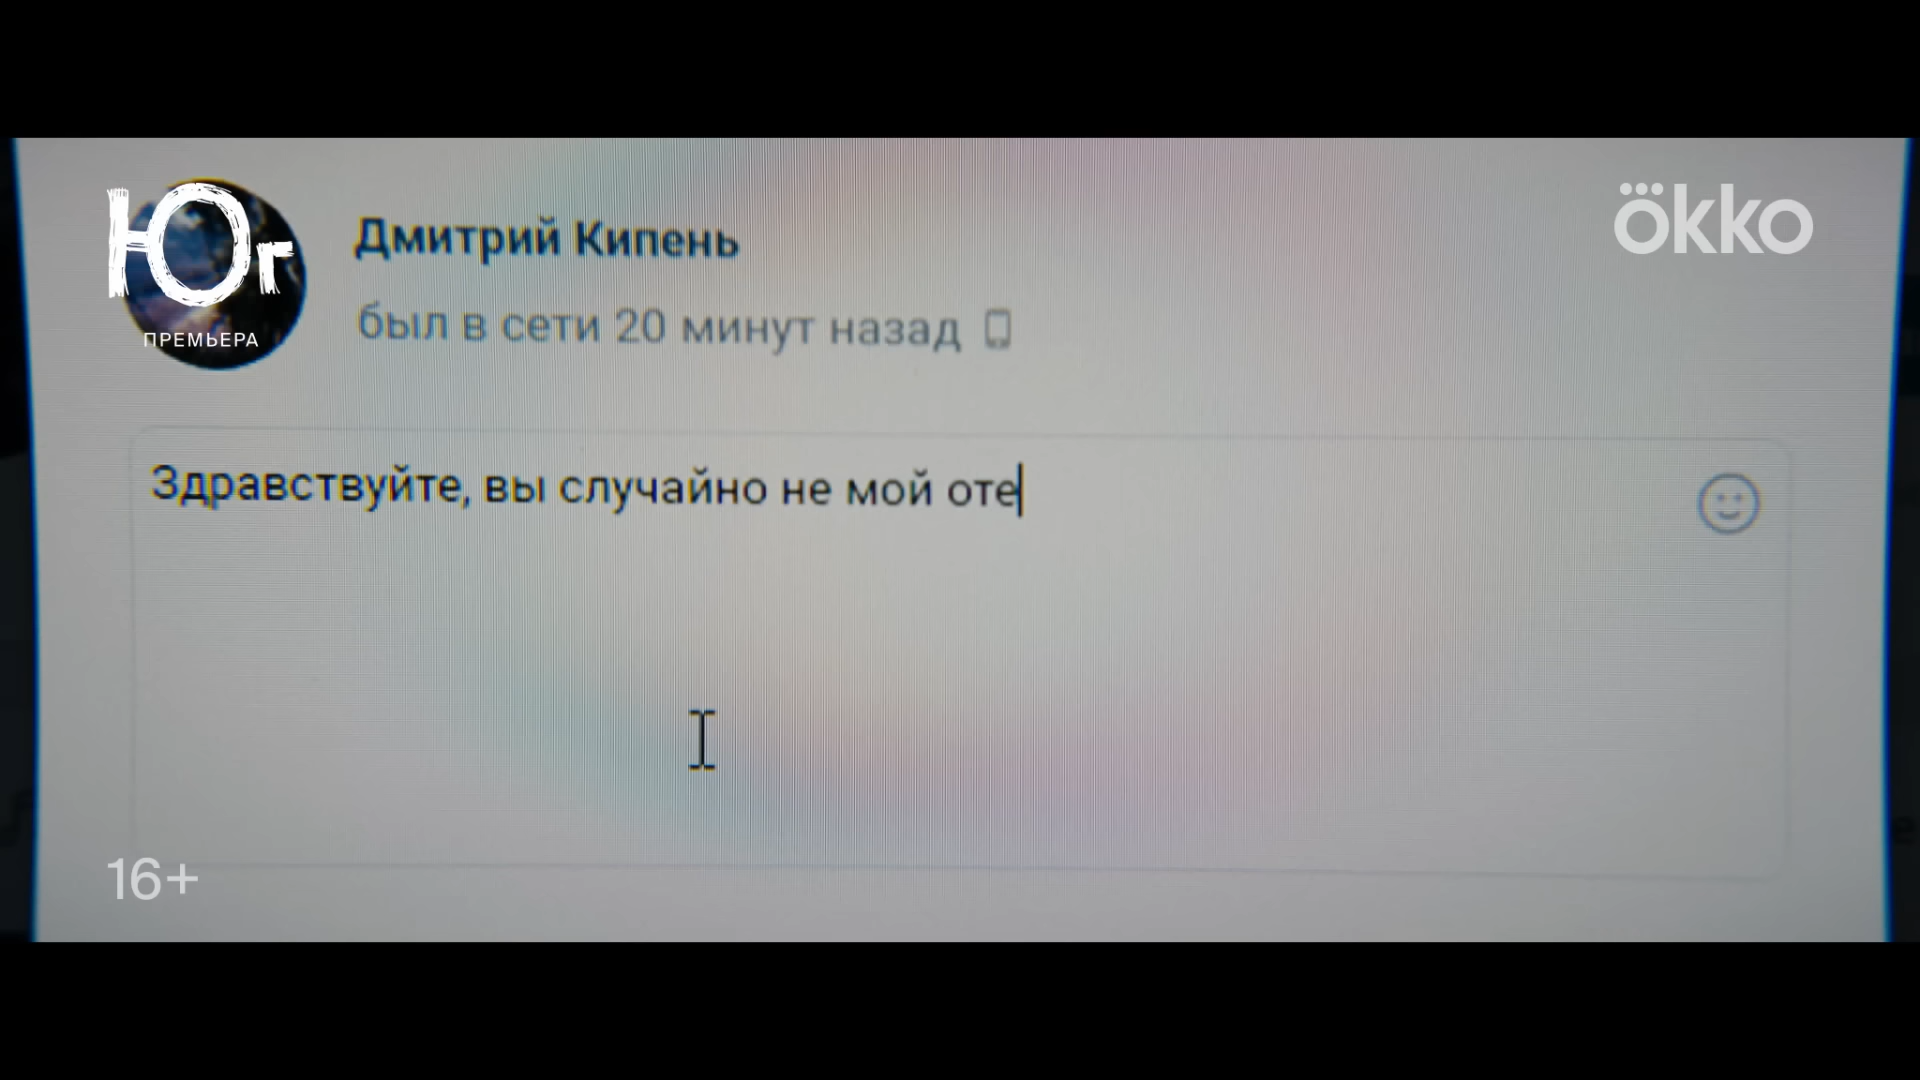 Юг
ПРЕМЬЕРА
ökko
Дмитрий Кипень
был в сети 20 минут назад
Здравствуйте, вы случайно не мой оте
16+